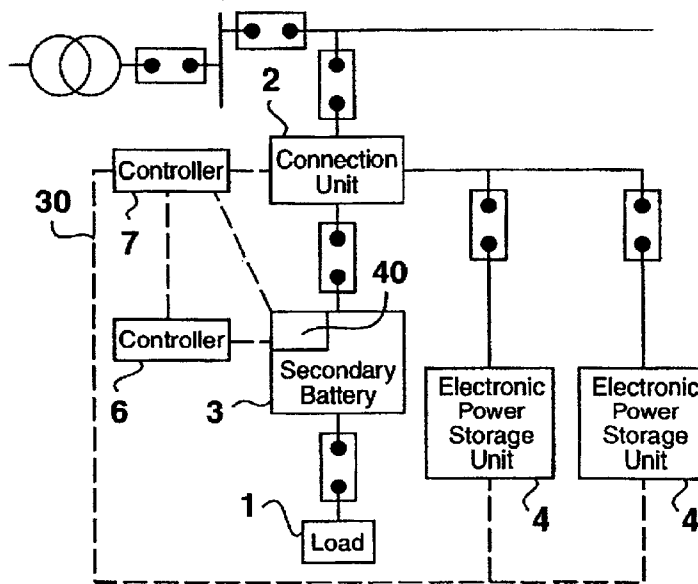 2
Controller
Connection
Unit
30
7
40
Controller
Secondary
Battery
6
3
Electronic
Power
Storage
Unit
Electronic
Power
Storage
Unit
1
4
4
Load